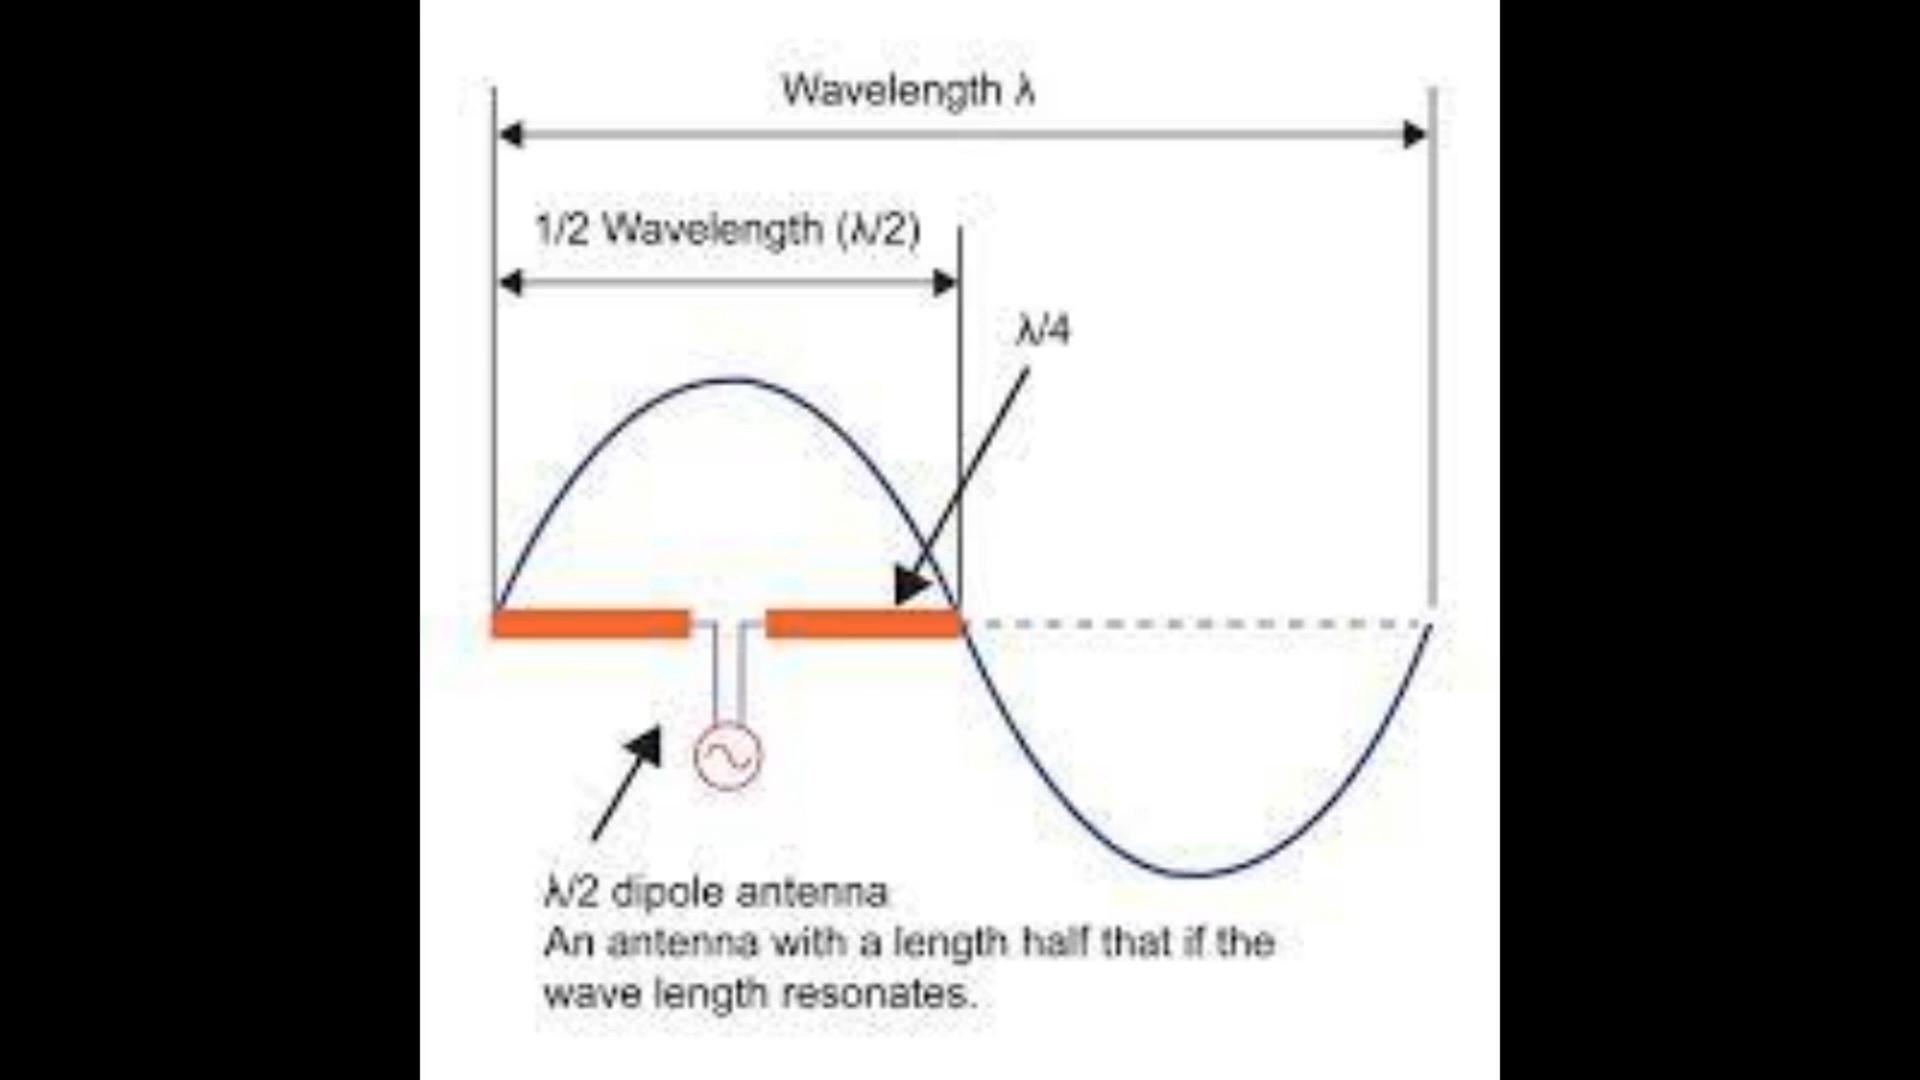 Wavelength λ
1/2 Wavelength (λ/2)
λ/4
λ/2 dipole antenna
An antenna with a length half that if the
wave length resonates.